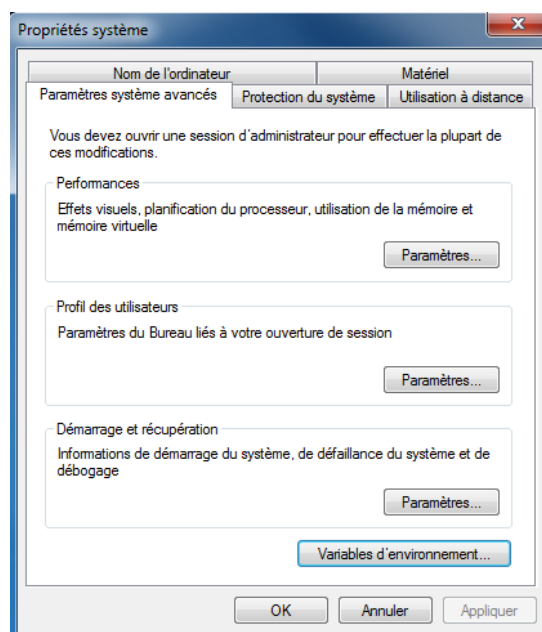 Propriétés système
Nom de l'ordinateur
Matériel
Paramètres système avancés
Protection du système
Utilisation à distance
Vous devez ouvrir une session d'administrateur pour effectuer la plupart de
ces modifications.
Performances
Effets visuels, planification du processeur, utilisation de la mémoire et
mémoire virtuelle
Paramètres...
Profil des utilisateurs
Paramètres du Bureau liés à votre ouverture de session
Paramètres...
Démarrage et récupération
Informations de démarrage du système, de défaillance du système et de
débogage
Paramètres...
Variables d'environnement...
OK
Annuler
Appliquer